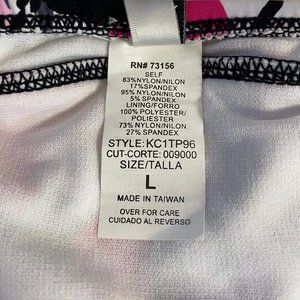 RN# 73156
SELF
83%NYLON/NILON
17%SPANDEX
95%NYLON/NILON
5% SPANDEX
LINING/FORRO
100% POLYESTER/
POLIESTER
73% NYLON/NILON
27% SPANDEX
STYLE: KC1TP96
CUT-CORTE: 009000
SIZE/TALLA
L
MADE IN TAIWAN
OVER FOR CARE
CUIDADO AL REVERSO